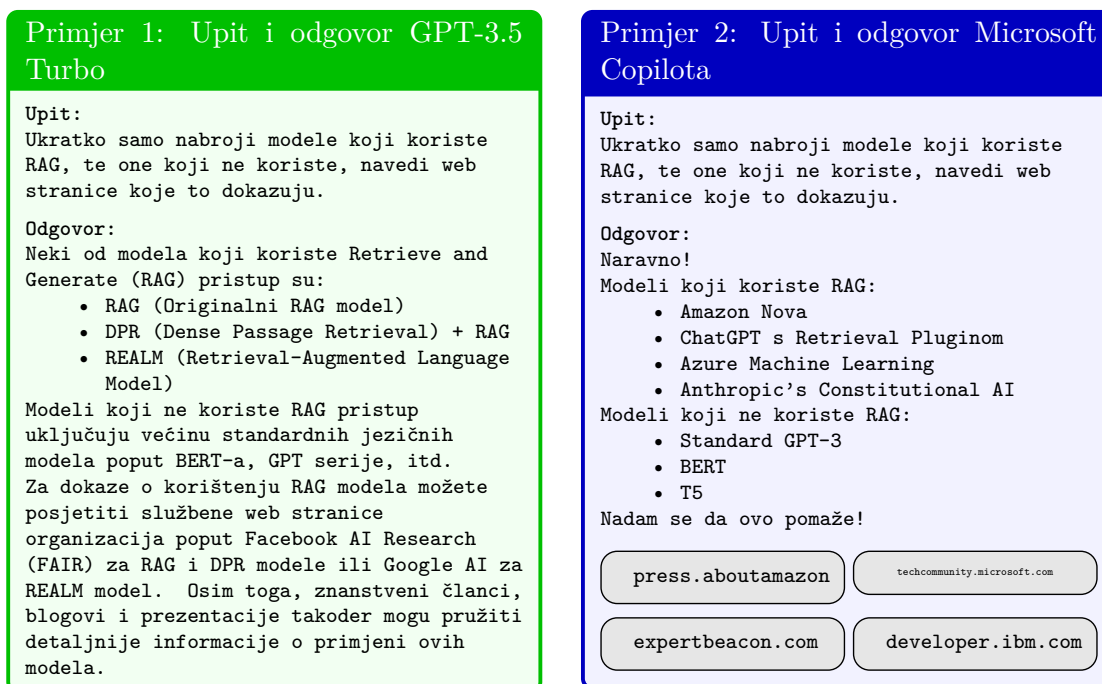 Primjer 1: Upit i odgovor GPT-3.5
Turbo
Upit:
Ukratko samo nabroji modele koji koriste
RAG, te one koji ne koriste, navedi web
stranice koje to dokazuju.
Odgovor:
Neki od modela koji koriste Retrieve and
Generate (RAG) pristup su:
• RAG (Originalni RAG model)
• DPR (Dense Passage Retrieval) + RAG
• REALM (Retrieval-Augmented Language
Model)
Modeli koji ne koriste RAG pristup
uključuju većinu standardnih jezičnih
modela poput BERT-a, GPT serije, itd.
Za dokaze o korištenju RAG modela možete
posjetiti službene web stranice
organizacija poput Facebook AI Research
(FAIR) za RAG i DPR modele ili Google AI za
REALM model. Osim toga, znanstveni članci,
blogovi i prezentacije također mogu pružiti
detaljnije informacije o primjeni ovih
modela.
Primjer 2: Upit i odgovor Microsoft
Copilota
Upit:
Ukratko samo nabroji modele koji koriste
RAG, te one koji ne koriste, navedi web
stranice koje to dokazuju.
Odgovor:
Naravno!
Modeli koji koriste RAG:
• Amazon Nova
• ChatGPT s Retrieval Pluginom
• Azure Machine Learning
• Anthropic's Constitutional AI
Modeli koji ne koriste RAG:
• Standard GPT-3
• BERT
• T5
Nadam se da ovo pomaže!
press.aboutamazon
techcommunity.microsoft.com
expertbeacon.com
developer.ibm.com